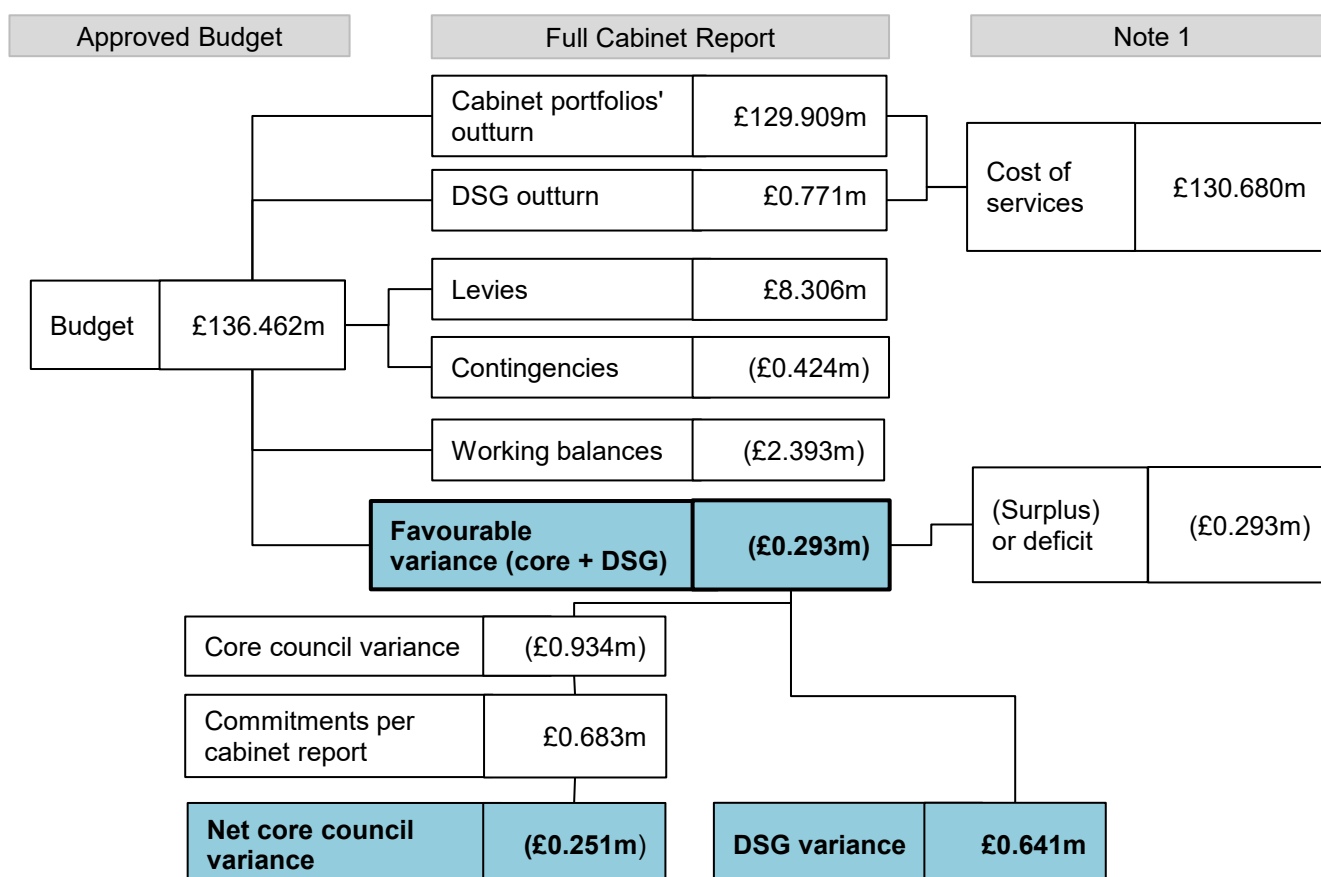 Approved Budget
Full Cabinet Report
Note 1
Cabinet portfolios'
outturn
£129.909m
DSG outturn
£0.771m
Cost of
services
£130.680m
Levies
£8.306m
Budget
£136.462m
Contingencies
(£0.424m)
Working balances
(£2.393m)
Favourable
variance (core + DSG)
(£0.293m)
(Surplus)
or deficit
(£0.293m)
Core council variance
(£0.934m)
Commitments per
cabinet report
£0.683m
Net core council
variance
(£0.251m)
DSG variance
£0.641m